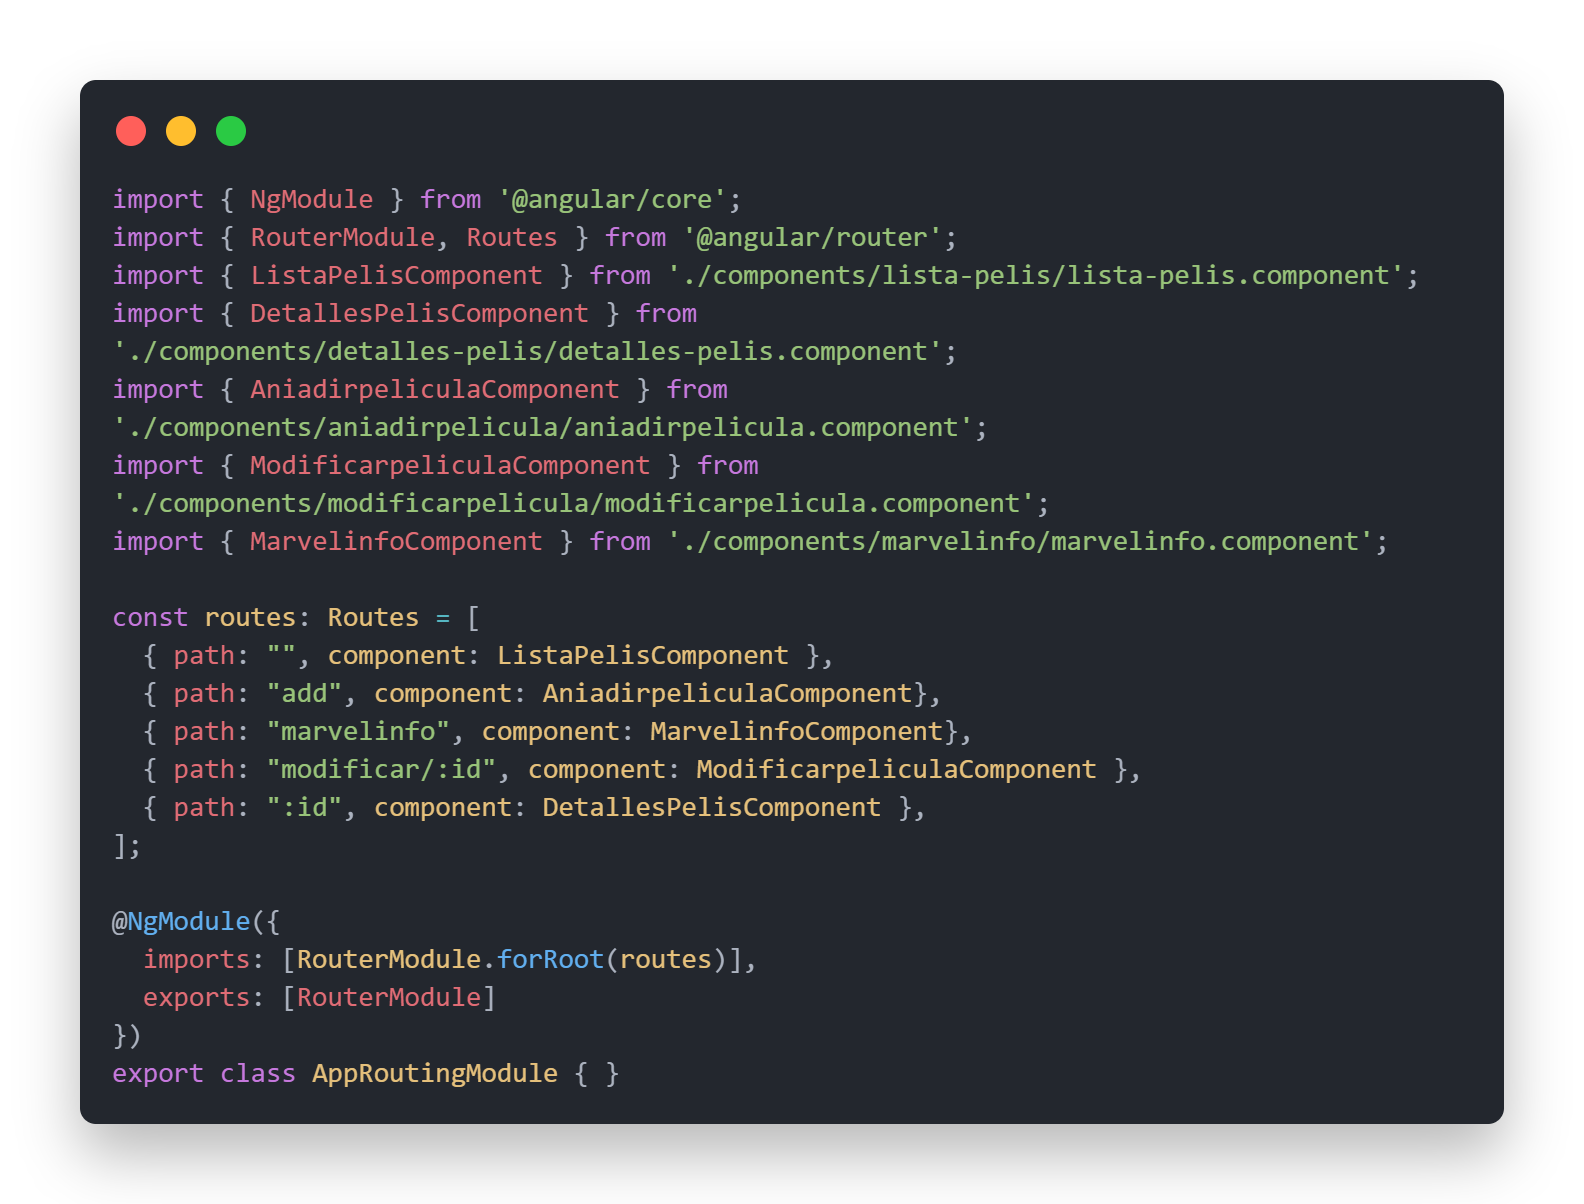 import { NgModule } from '@angular/core';
import { RouterModule, Routes } from '@angular/router';
import { ListaPelisComponent } from './components/lista-pelis/lista-pelis.component';
import { DetallesPelisComponent } from
'./components/detalles-pelis/detalles-pelis.component';
import { AniadirpeliculaComponent } from
'./components/aniadirpelicula/aniadirpelicula.component';
import { ModificarpeliculaComponent } from
'./components/modificarpelicula/modificarpelicula.component';
import { MarvelinfoComponent } from './components/marvelinfo/marvelinfo.component';

const routes: Routes = [
  { path: "", component: ListaPelisComponent },
  { path: "add", component: AniadirpeliculaComponent},
  { path: "marvelinfo", component: MarvelinfoComponent},
  { path: "modificar/:id", component: ModificarpeliculaComponent },
  { path: ":id", component: DetallesPelisComponent },
];

@NgModule({
  imports: [RouterModule.forRoot(routes)],
  exports: [RouterModule]
})
export class AppRoutingModule { }